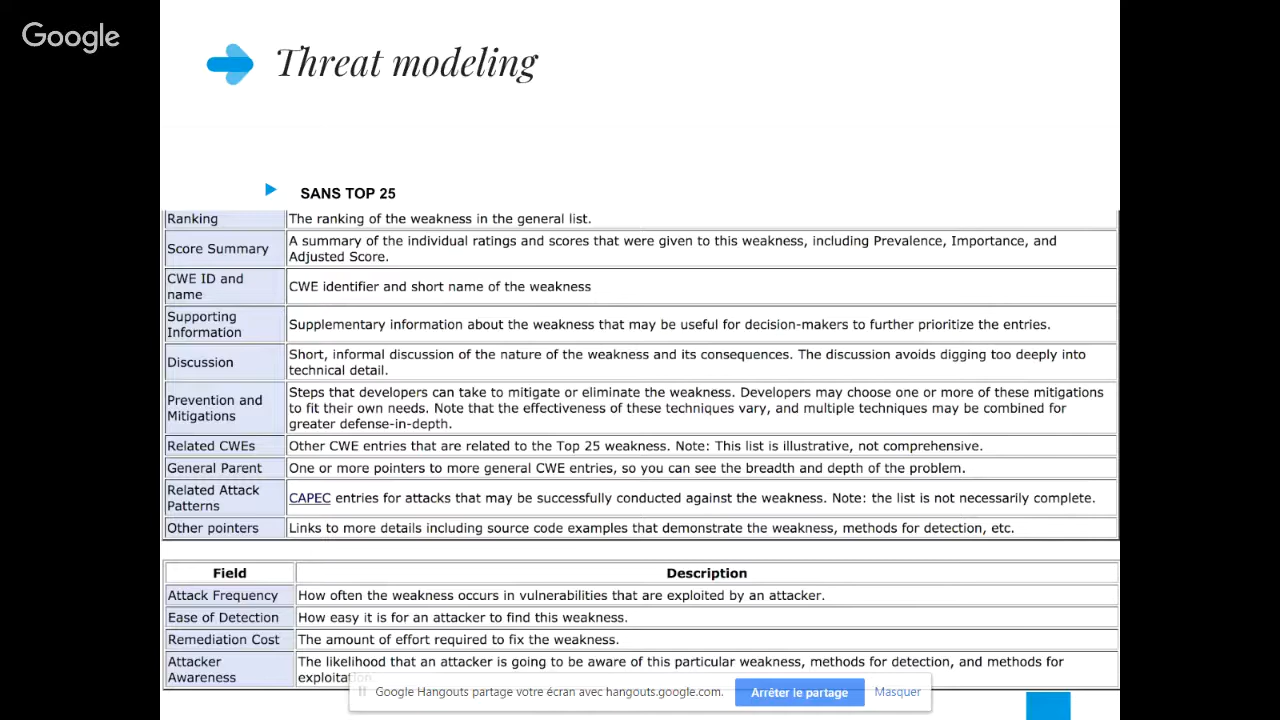 Google
Threat modeling
SANS TOP 25
Ranking
The ranking of the weakness in the general list.
Score Summary
A summary of the individual ratings and scores that were given to this weakness, including Prevalence, Importance, and
Adjusted Score.
CWE ID and
name
CWE identifier and short name of the weakness
Supporting
Information
Supplementary information about the weakness that may be useful for decision-makers to further prioritize the entries.
Discussion
Short, informal discussion of the nature of the weakness and its consequences. The discussion avoids digging too deeply into
technical detail.
Prevention and
Mitigations
Steps that developers can take to mitigate or eliminate the weakness. Developers may choose one or more of these mitigations
to fit their own needs. Note that the effectiveness of these techniques vary, and multiple techniques may be combined for
greater defense-in-depth.
Related CWEs
Other CWE entries that are related to the Top 25 weakness. Note: This list is illustrative, not comprehensive.
General Parent
One or more pointers to more general CWE entries, so you can see the breadth and depth of the problem.
Related Attack
Patterns
CAPEC entries for attacks that may be successfully conducted against the weakness. Note: the list is not necessarily complete.
Other pointers
Links to more details including source code examples that demonstrate the weakness, methods for detection, etc.
Field
Description
Attack Frequency
How often the weakness occurs in vulnerabilities that are exploited by an attacker.
Ease of Detection
How easy it is for an attacker to find this weakness.
Remediation Cost
The amount of effort required to fix the weakness.
Attacker
Awareness
The likelihood that an attacker is going to be aware of this particular weakness, methods for detection, and methods for
exploitation
Google Hangouts partage votre écran avec hangouts.google.com.
Arrêter le partage
Masquer